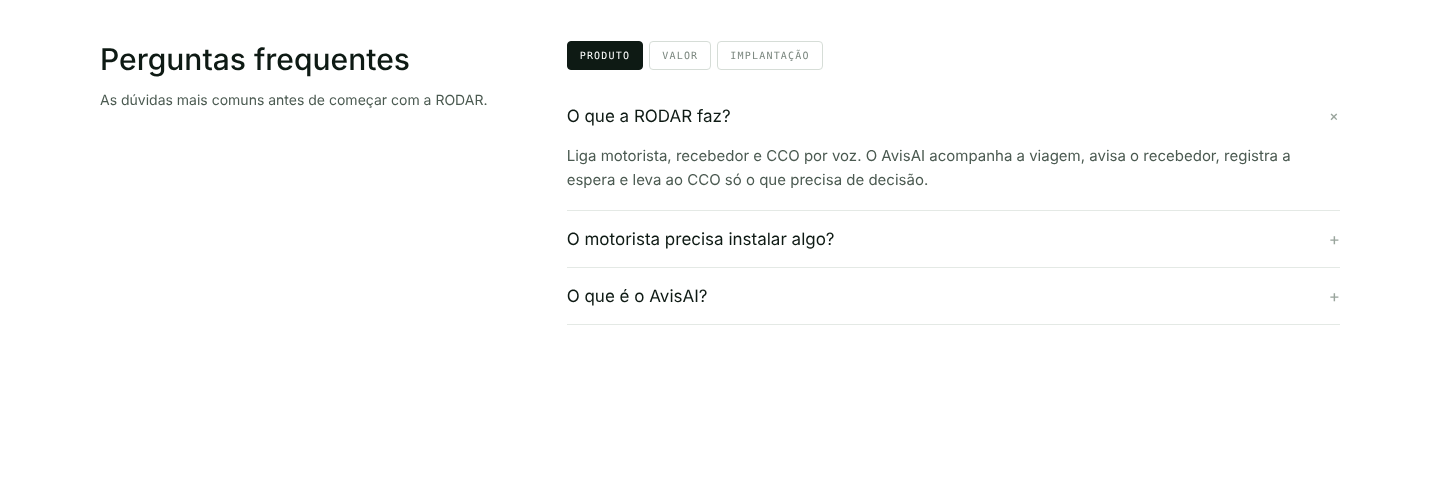 Perguntas frequentes
As dúvidas mais comuns antes de começar com a RODAR.
PRODUTO
VALOR
IMPLANTAÇÃO
O que a RODAR faz?
×
Liga motorista, recebedor e CCO por voz. O AvisAI acompanha a viagem, avisa o recebedor, registra a
espera e leva ao CCO só o que precisa de decisão.
O motorista precisa instalar algo?
+
O que é o AvisAI?
+